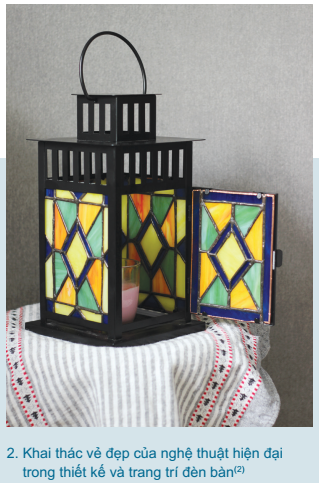 2. Khai thác vẻ đẹp của nghệ thuật hiện đại
trong thiết kế và trang trí đèn bàn(2)